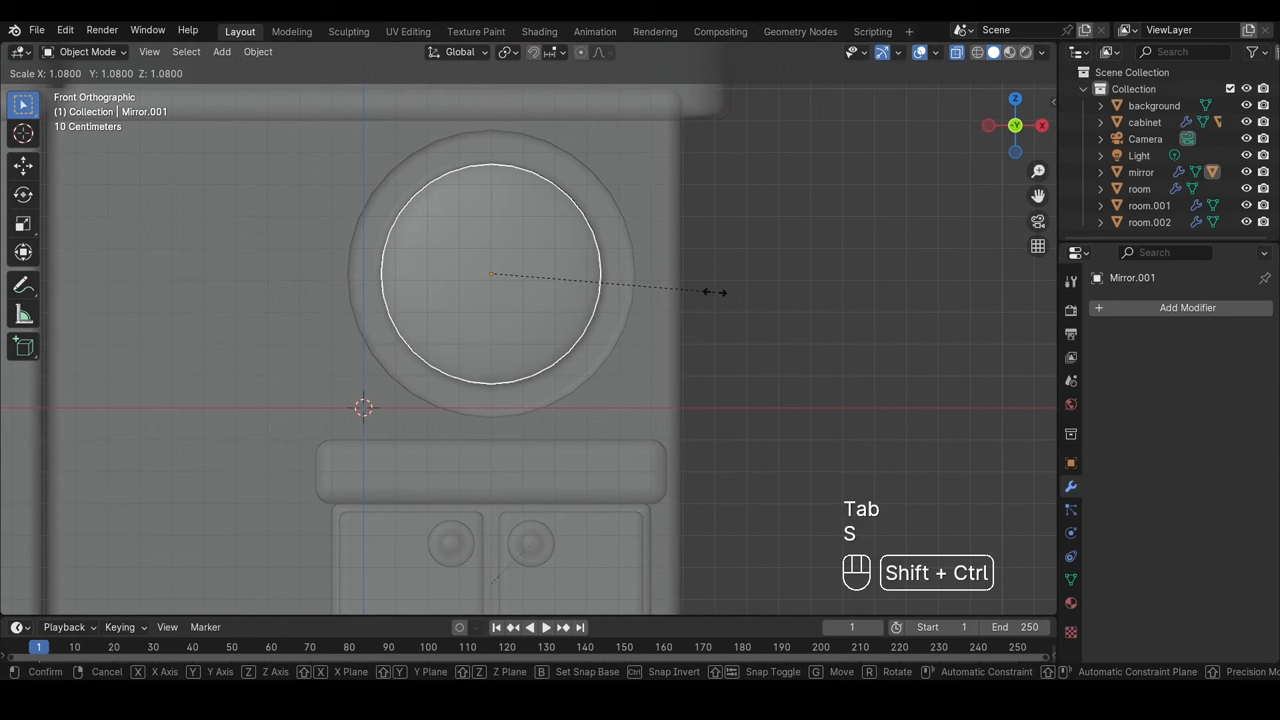 File Edit Render Window Help Layout Modeling Sculpting UV Editing Texture Paint Shading Animation Rendering Compositing Geometry Nodes Scripting + Scene ViewLayer
Object Mode View Select Add Object Global Search
Scale X: 1.0800 Y: 1.0800 Z: 1.0800
Scene Collection
Collection
Front Orthographic
(1) Collection | Mirror.001
10 Centimeters
Z
-Y
X
background
cabinet
Camera
Light
mirror
room
room.001
room.002
Search
Mirror.001
+ Add Modifier
Tab
S
Shift + Ctrl
Playback Keying View Marker 1 Start 1 End 250
1 10 20 30 40 50 60 70 80 90 100 110 120 130 140 150 160 170 180 190 200 210 220 230 240 250
Confirm Cancel X X Axis Y Y Axis Z Z Axis X X Plane Y Y Plane Z Z Plane B Set Snap Base Ctrl Snap Invert Snap Toggle G Move R Rotate Automatic Constraint Automatic Constraint Plane Precision Mo